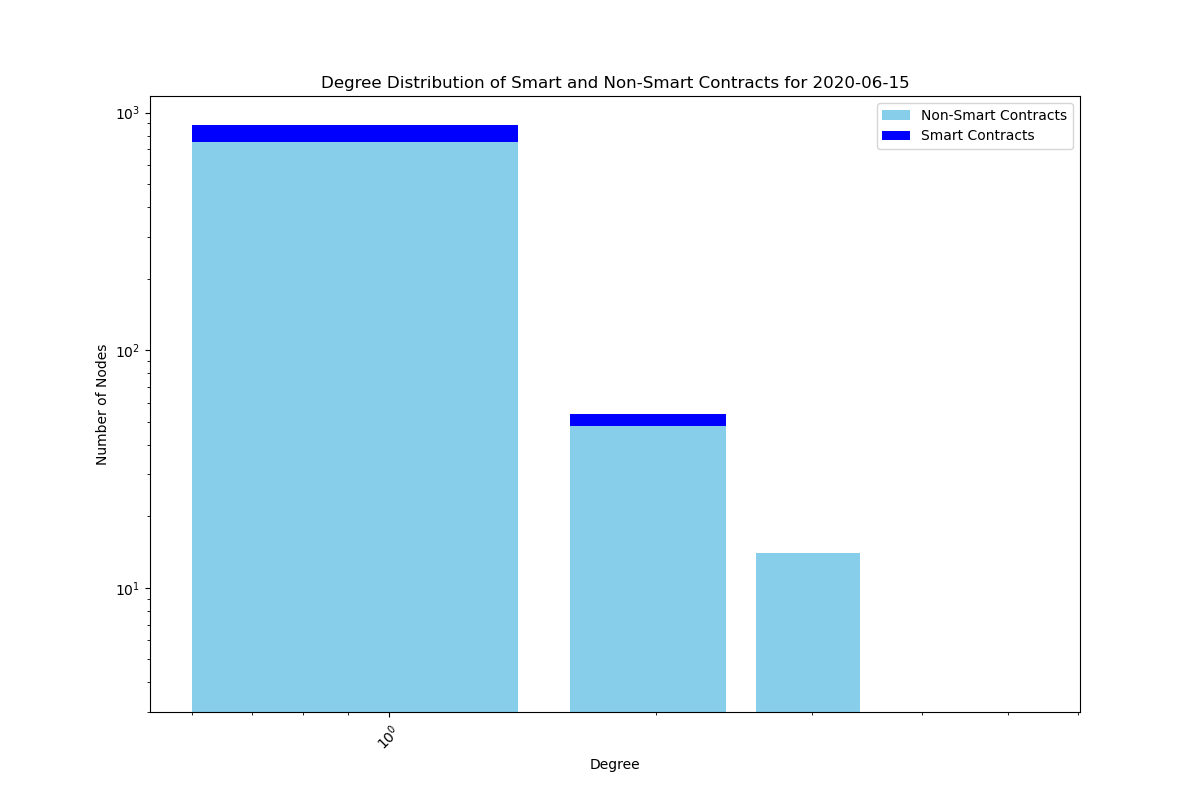 Degree Distribution of Smart and Non-Smart Contracts for 2020-06-15
10³
Non-Smart Contracts
Smart Contracts
10²
Number of Nodes
10¹
10⁰
Degree